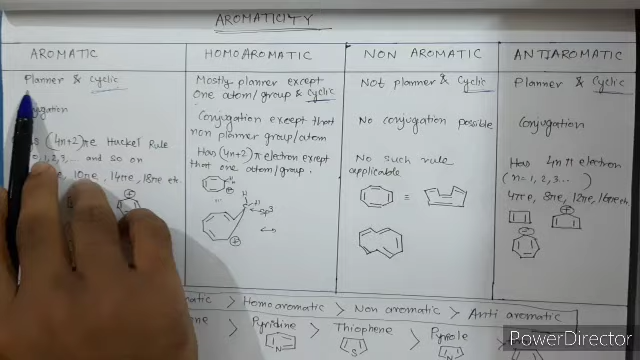 AROMATICITY
AROMATIC
Planner & Cyclic
(4n+2)πe Huckel Rule
1, 2, 3, ... and so on
10πe, 14πe, 18πe etc.
HOMOAROMATIC
Mostly planner except
one atom/group & Cyclic
Conjugation except that
non planner group/atom
Has (4n+2) π electron except
that one atom/group.
H
H
sp3
NON AROMATIC
Not planner & Cyclic
No conjugation possible
No such rule
applicable
ANTIAROMATIC
Planner & Cyclic
Conjugation
Has 4n π electron
(n= 1, 2, 3 ...
4πe, 8πe, 12πe, 16πe
> Homoaromatic > Non aromatic > Anti aromatic
> Pyridine > Thiophene > Pyrrole >
N
S
PowerDirector